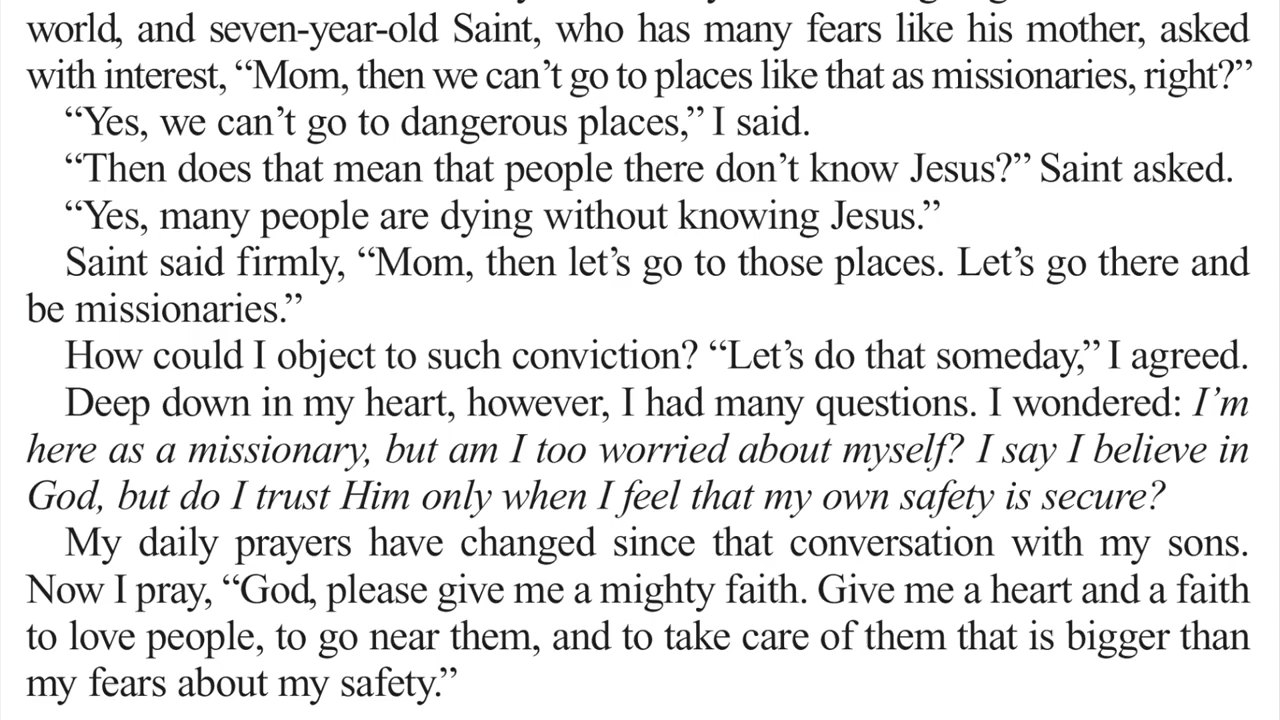 world, and seven-year-old Saint, who has many fears like his mother, asked
with interest, “Mom, then we can’t go to places like that as missionaries, right?”
“Yes, we can’t go to dangerous places,” I said.
“Then does that mean that people there don’t know Jesus?” Saint asked.
“Yes, many people are dying without knowing Jesus.”
Saint said firmly, “Mom, then let’s go to those places. Let’s go there and
be missionaries.”
How could I object to such conviction? “Let’s do that someday,” I agreed.
Deep down in my heart, however, I had many questions. I wondered: I’m
here as a missionary, but am I too worried about myself? I say I believe in
God, but do I trust Him only when I feel that my own safety is secure?
My daily prayers have changed since that conversation with my sons.
Now I pray, “God, please give me a mighty faith. Give me a heart and a faith
to love people, to go near them, and to take care of them that is bigger than
my fears about my safety.”